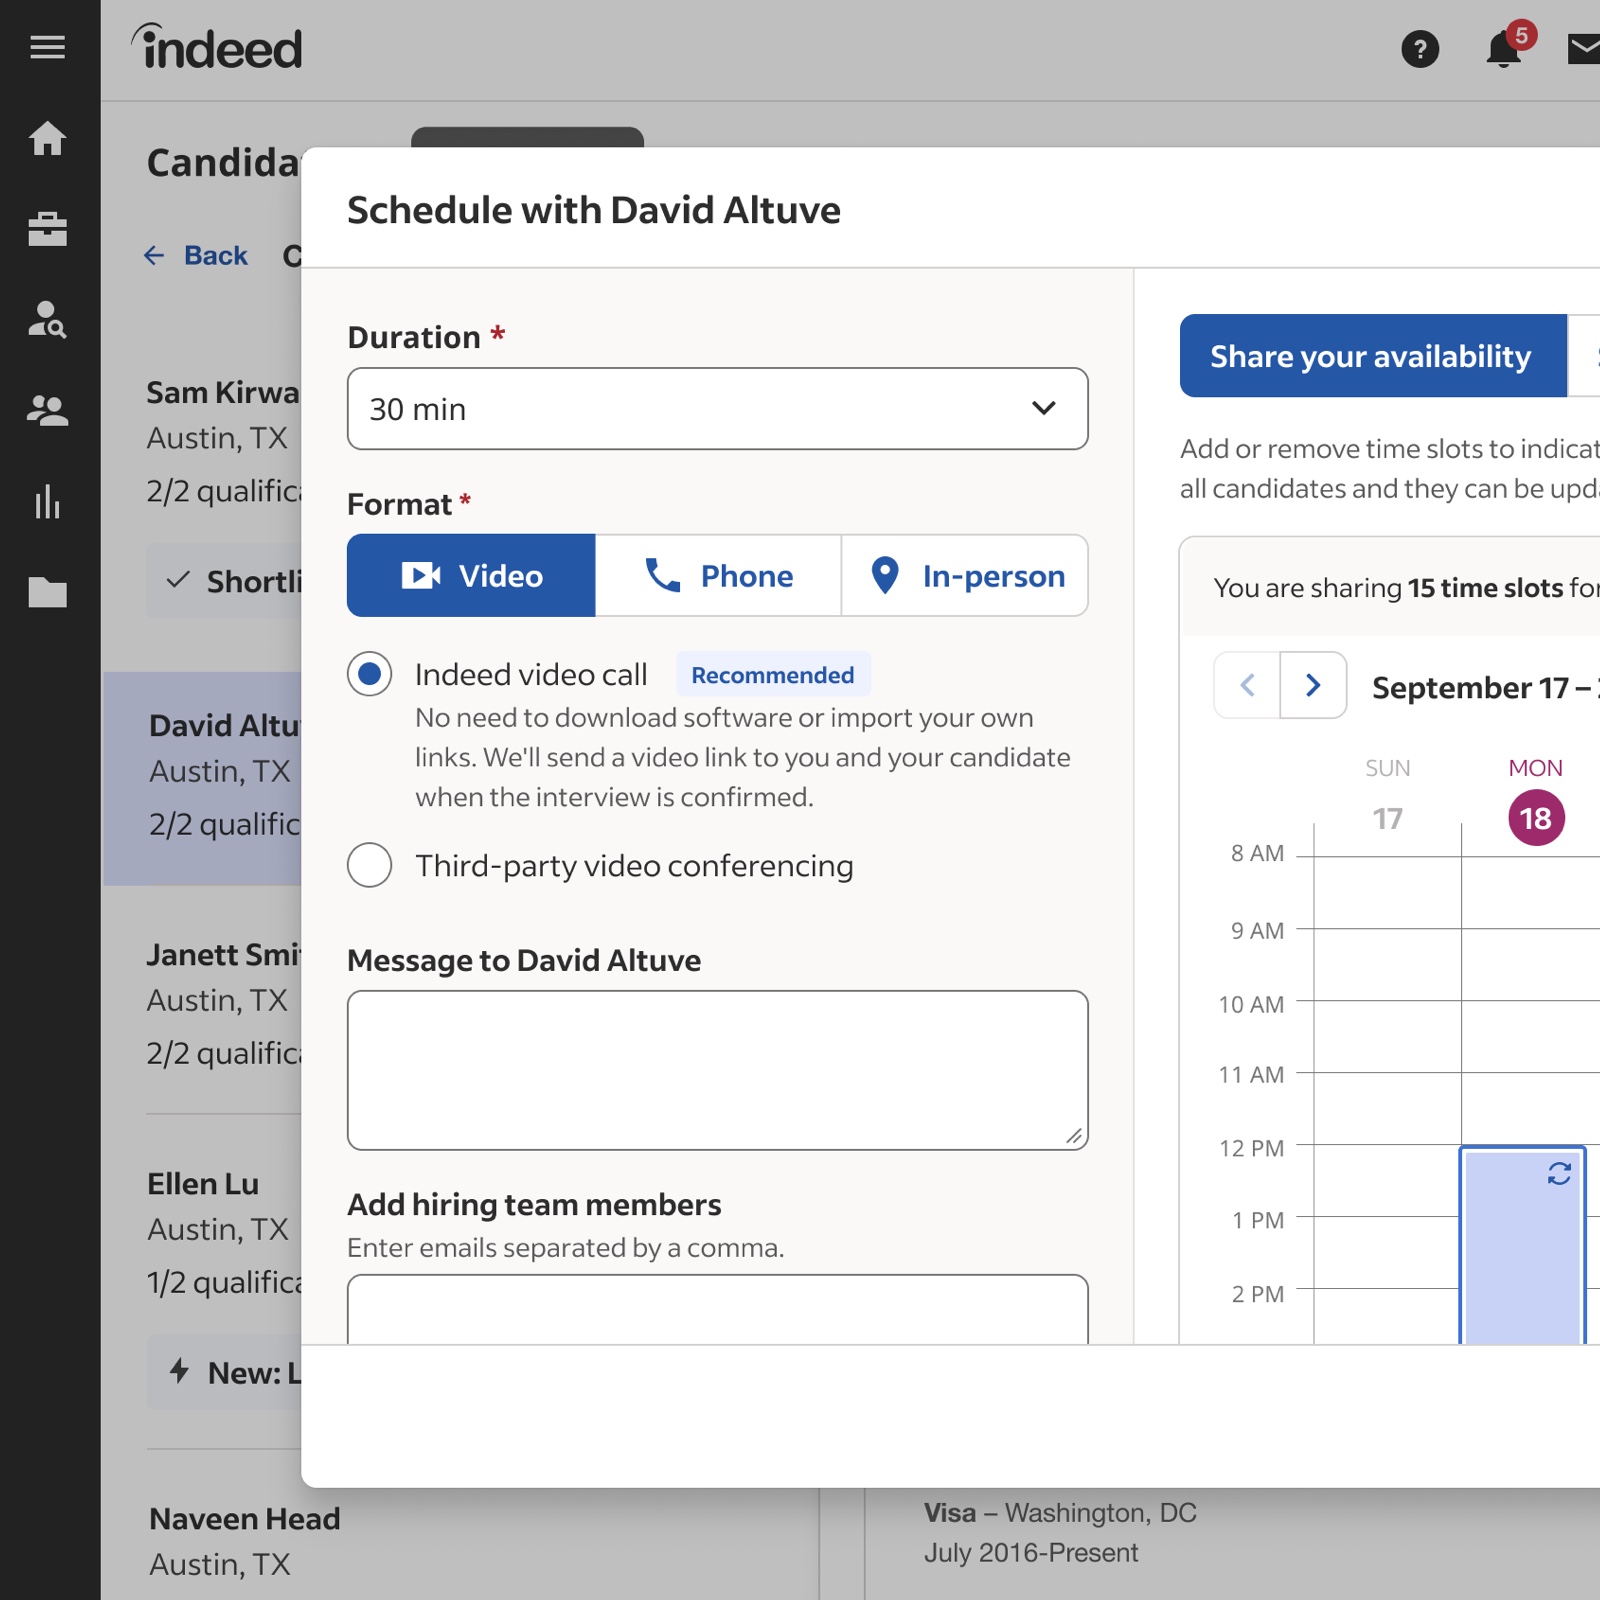 indeed
5
Candida
Back
Schedule with David Altuve
Sam Kirwa
Austin, TX
2/2 qualifica
Shortli
David Altu
Austin, TX
2/2 qualific
Janett Smi
Austin, TX
2/2 qualifica
Ellen Lu
Austin, TX
1/2 qualifica
New: L
Naveen Head
Austin, TX
Duration *
30 min
Format *
Video
Phone
In-person
Indeed video call
Recommended
No need to download software or import your own
links. We'll send a video link to you and your candidate
when the interview is confirmed.
Third-party video conferencing
Message to David Altuve
Add hiring team members
Enter emails separated by a comma.
Share your availability
Add or remove time slots to indicat
all candidates and they can be upd
You are sharing 15 time slots for
September 17 –
SUN
17
MON
18
8 AM
9 AM
10 AM
11 AM
12 PM
1 PM
2 PM
Visa – Washington, DC
July 2016-Present